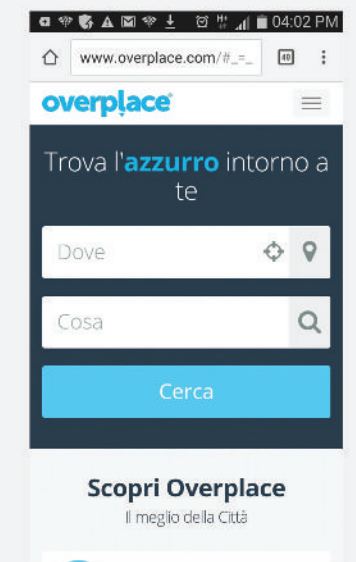 04:02 PM
www.overplace.com/#_=_
40
overplace
Trova l'azzurro intorno a
te
Dove
Cosa
Cerca
Scopri Overplace
Il meglio della Città